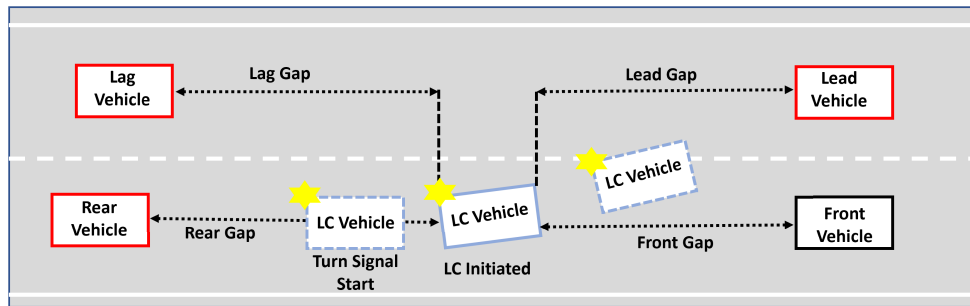 Lag
Vehicle
Lag Gap
Lead Gap
Lead
Vehicle
LC Vehicle
Rear
Vehicle
Rear Gap
LC Vehicle
Turn Signal
Start
LC Vehicle
LC Initiated
Front Gap
Front
Vehicle